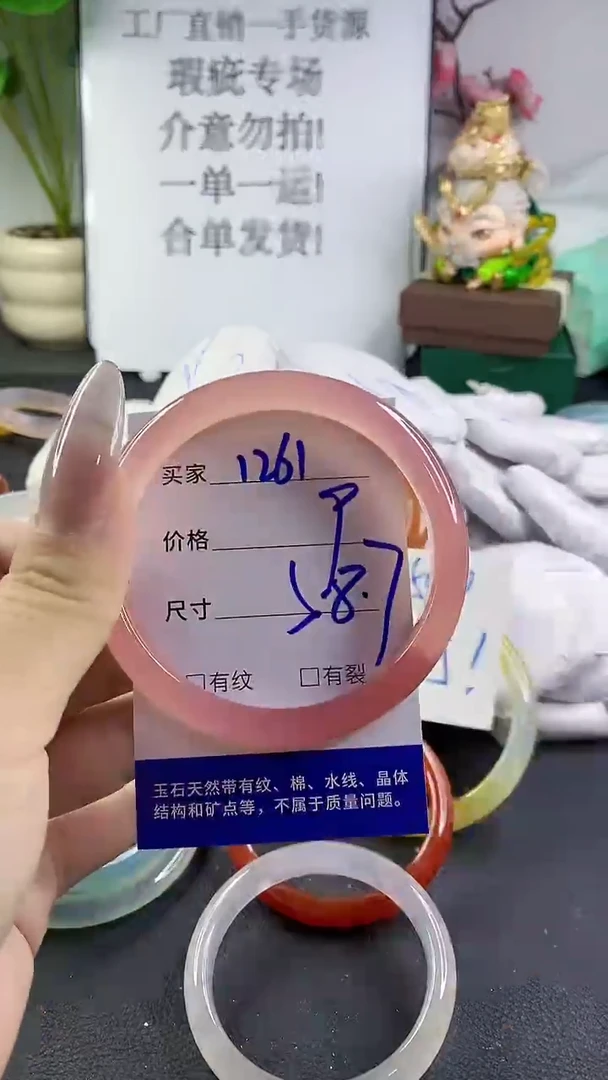 工厂直销一手货源
瑕疵专场
介意勿拍!
一单一运!
合单发货!
买家 1261
价格
尺寸 58.7
□有纹 □有裂
玉石天然带有纹、棉、水线、晶体
结构和矿点等，不属于质量问题。